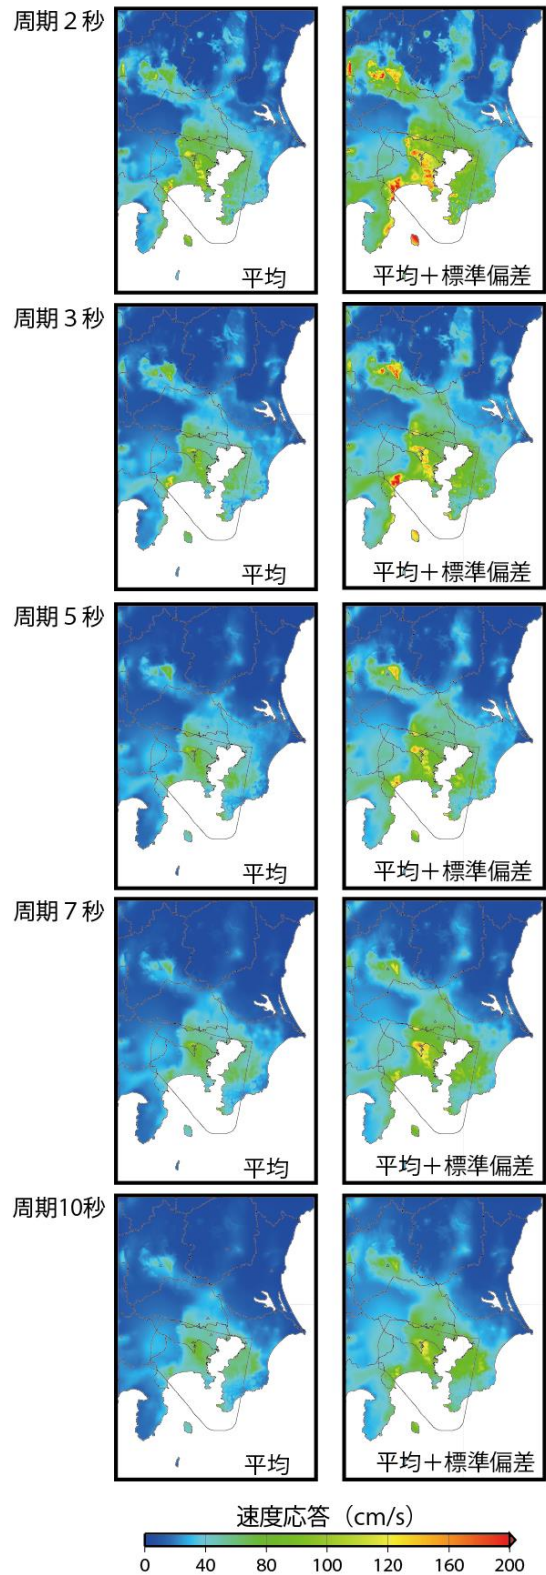 周期２秒
平均
平均＋標準偏差
周期３秒
平均
平均＋標準偏差
周期５秒
平均
平均＋標準偏差
周期７秒
平均
平均＋標準偏差
周期10秒
平均
平均＋標準偏差
速度応答（cm/s）
0 40 80 120 160 200